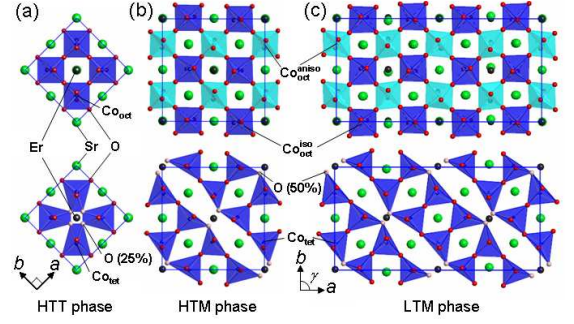 (a)
(b)
(c)
Co_oct^aniso
Co_oct
Er
Sr
O
Co_oct^iso
O (50%)
O (25%)
Co_tet
Co_tet
b
a
b
γ
a
HTT phase
HTM phase
LTM phase